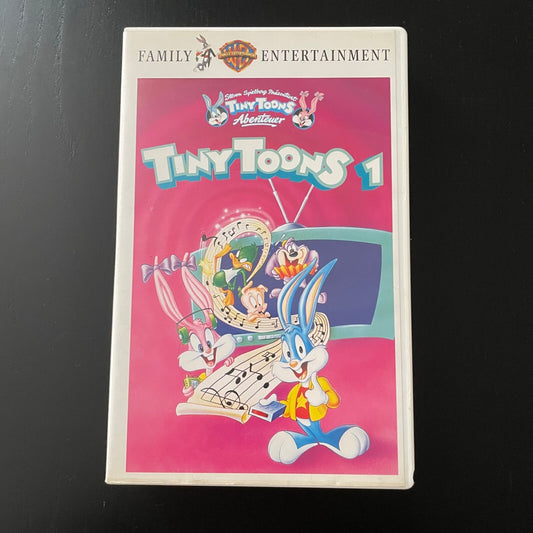 FAMILY ENTERTAINMENT
Steven Spielberg Präsentiert
TINY TOONS
Abenteuer
TINY TOONS 1